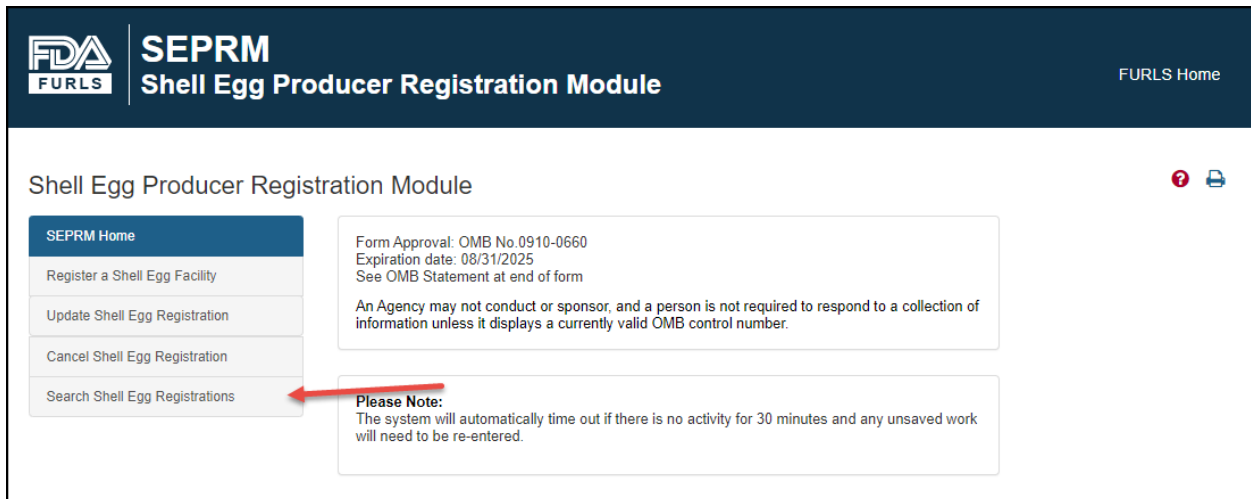 FDA
FURLS
SEPRM
Shell Egg Producer Registration Module
FURLS Home
Shell Egg Producer Registration Module
SEPRM Home
Register a Shell Egg Facility
Update Shell Egg Registration
Cancel Shell Egg Registration
Search Shell Egg Registrations
Form Approval: OMB No.0910-0660
Expiration date: 08/31/2025
See OMB Statement at end of form
An Agency may not conduct or sponsor, and a person is not required to respond to a collection of
information unless it displays a currently valid OMB control number.
Please Note:
The system will automatically time out if there is no activity for 30 minutes and any unsaved work
will need to be re-entered.